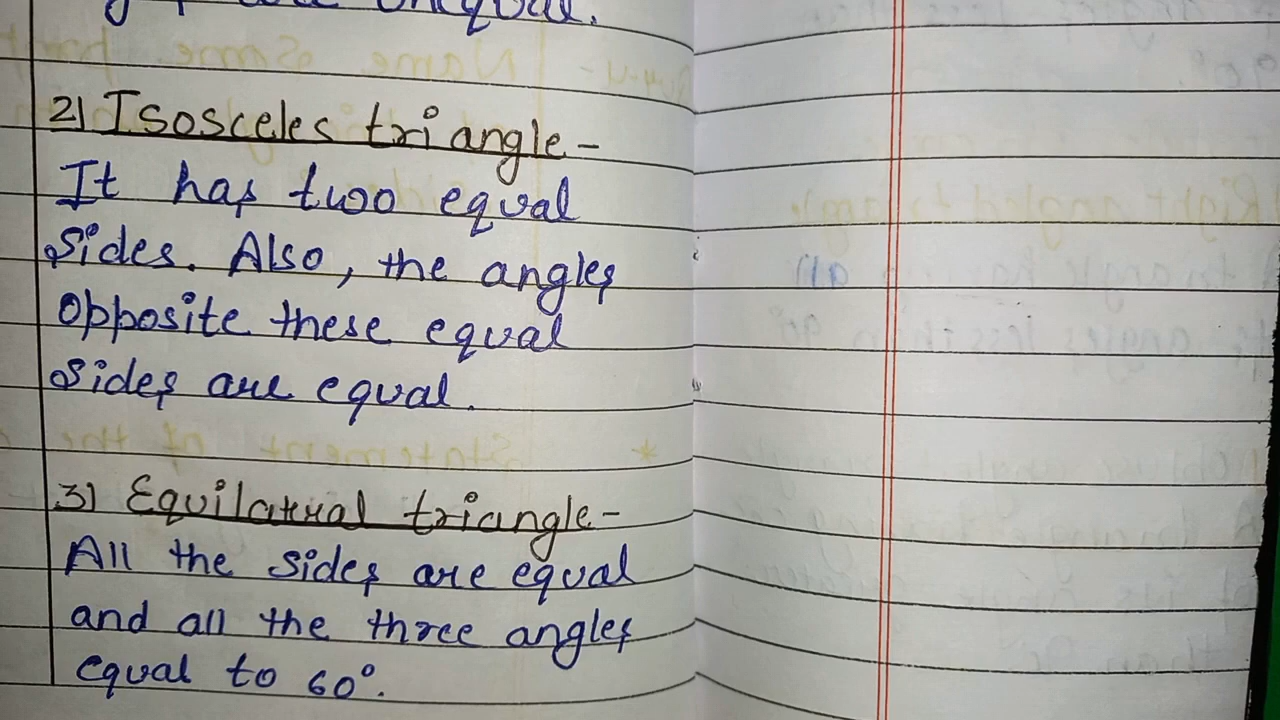 unequal.
2) Isosceles triangle-
It has two equal
sides. Also, the angles
opposite these equal
sides are equal.
3) Equilateral triangle-
All the sides are equal
and all the three angles
equal to 60°.